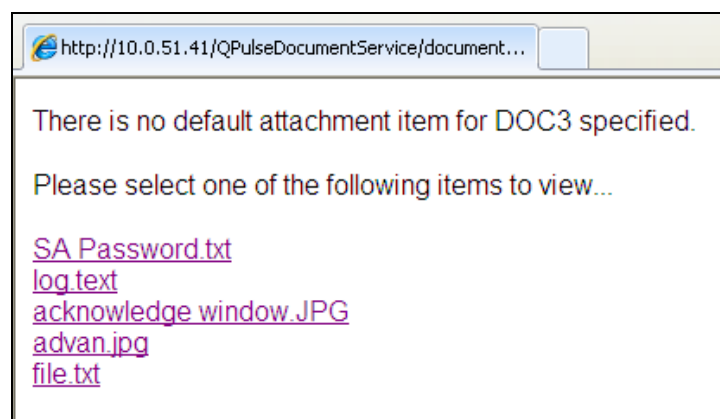 http://10.0.51.41/QPulseDocumentService/document...
There is no default attachment item for DOC3 specified.
Please select one of the following items to view...
SA Password.txt
log.text
acknowledge window.JPG
advan.jpg
file.txt